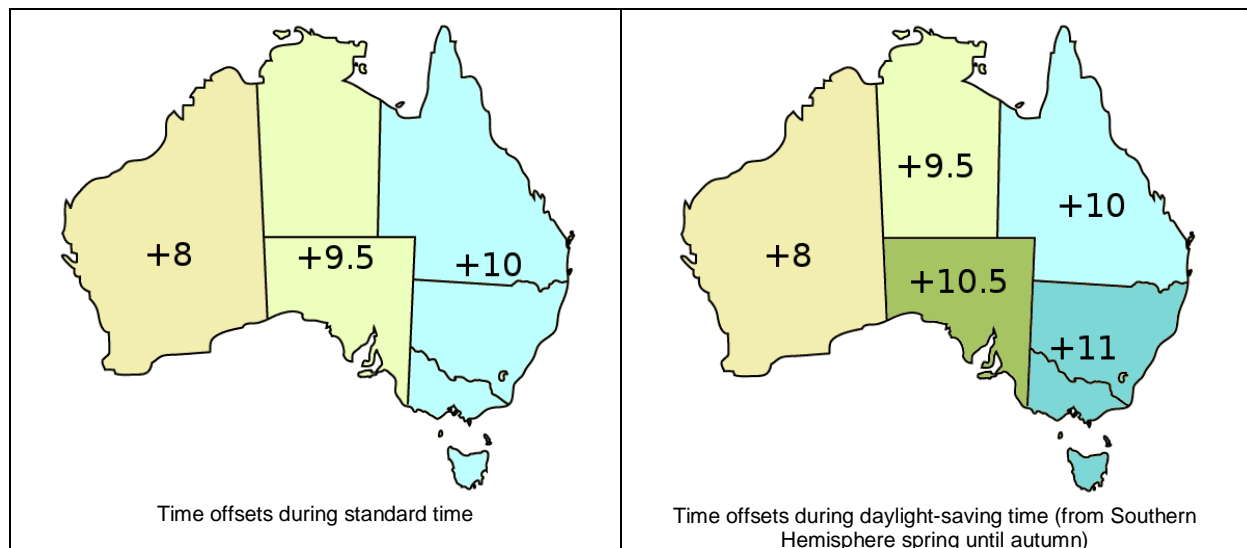 +8
+9.5
+10
Time offsets during standard time
+9.5
+10
+8
+10.5
+11
Time offsets during daylight-saving time (from Southern
Hemisphere spring until autumn)